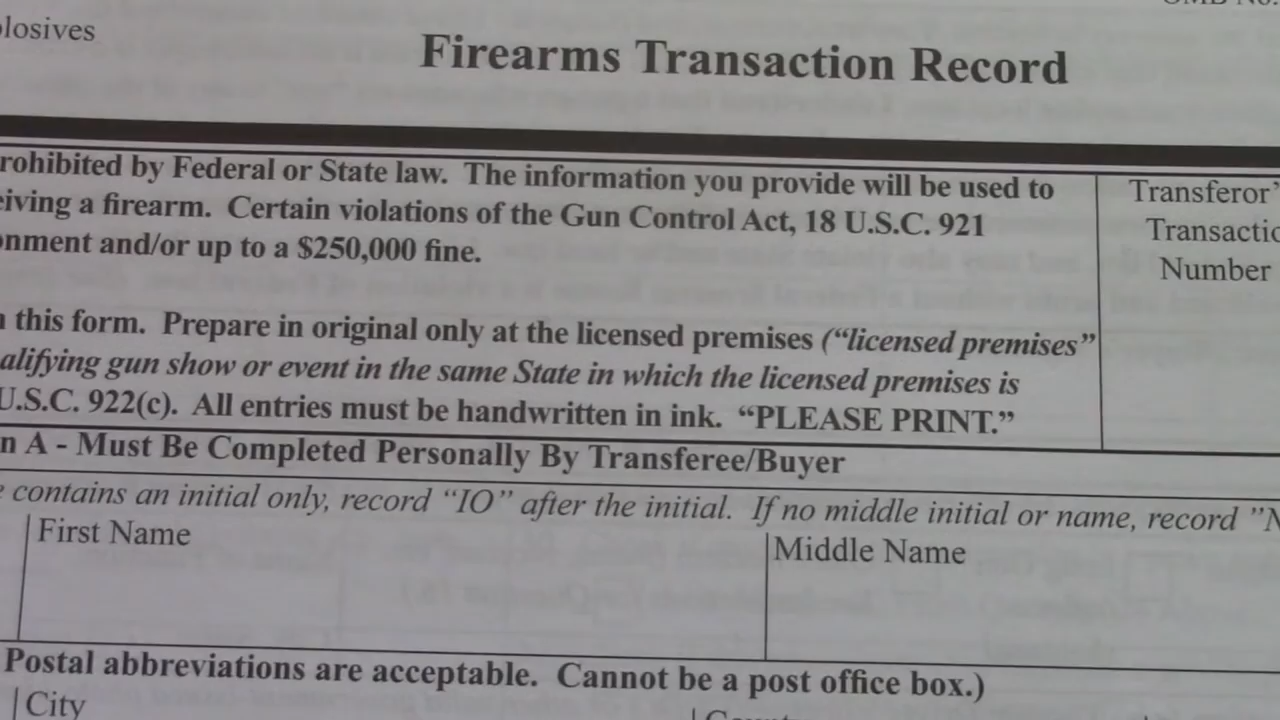 losives
Firearms Transaction Record
rohibited by Federal or State law. The information you provide will be used to
iving a firearm. Certain violations of the Gun Control Act, 18 U.S.C. 921
nment and/or up to a $250,000 fine.
Transferor'
Transactic
Number
this form. Prepare in original only at the licensed premises (“licensed premises”
alifying gun show or event in the same State in which the licensed premises is
U.S.C. 922(c). All entries must be handwritten in ink. “PLEASE PRINT.”
n A - Must Be Completed Personally By Transferee/Buyer
contains an initial only, record “IO” after the initial. If no middle initial or name, record ”N
First Name
Middle Name
Postal abbreviations are acceptable. Cannot be a post office box.)
City